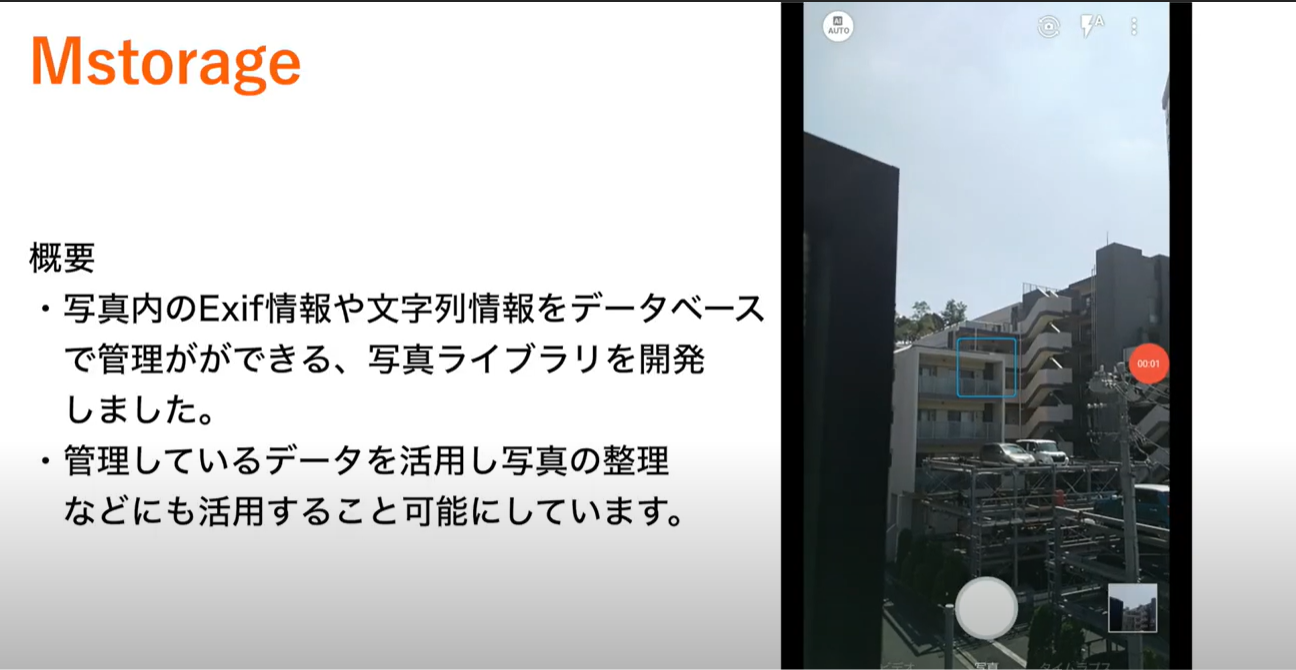 Mstorage
概要
・写真内のExif情報や文字列情報をデータベース
で管理がができる、写真ライブラリを開発
しました。
・管理しているデータを活用し写真の整理
などにも活用すること可能にしています。
AI
AUTO
A
00:01
ビデオ 写真 タイムラプス